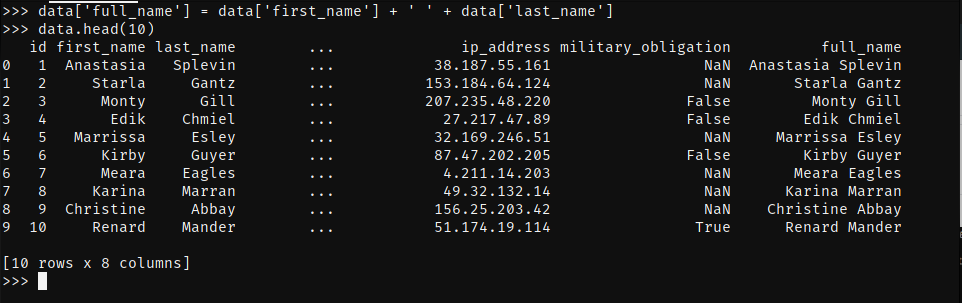 >>> data['full_name'] = data['first_name'] + ' ' + data['last_name']
>>> data.head(10)
   id first_name last_name         ...              ip_address military_obligation          full_name
0   1  Anastasia   Splevin         ...           38.187.55.161                 NaN  Anastasia Splevin
1   2     Starla     Gantz         ...          153.184.64.124                 NaN       Starla Gantz
2   3      Monty      Gill         ...          207.235.48.220               False         Monty Gill
3   4       Edik    Chmiel         ...            27.217.47.89               False        Edik Chmiel
4   5   Marrissa     Esley         ...           32.169.246.51                 NaN     Marrissa Esley
5   6      Kirby     Guyer         ...           87.47.202.205               False        Kirby Guyer
6   7      Meara    Eagles         ...            4.211.14.203                 NaN       Meara Eagles
7   8     Karina    Marran         ...           49.32.132.14                 NaN      Karina Marran
8   9  Christine     Abbay         ...           156.25.203.42                 NaN    Christine Abbay
9  10     Renard    Mander         ...           51.174.19.114                True      Renard Mander
[10 rows x 8 columns]
>>>